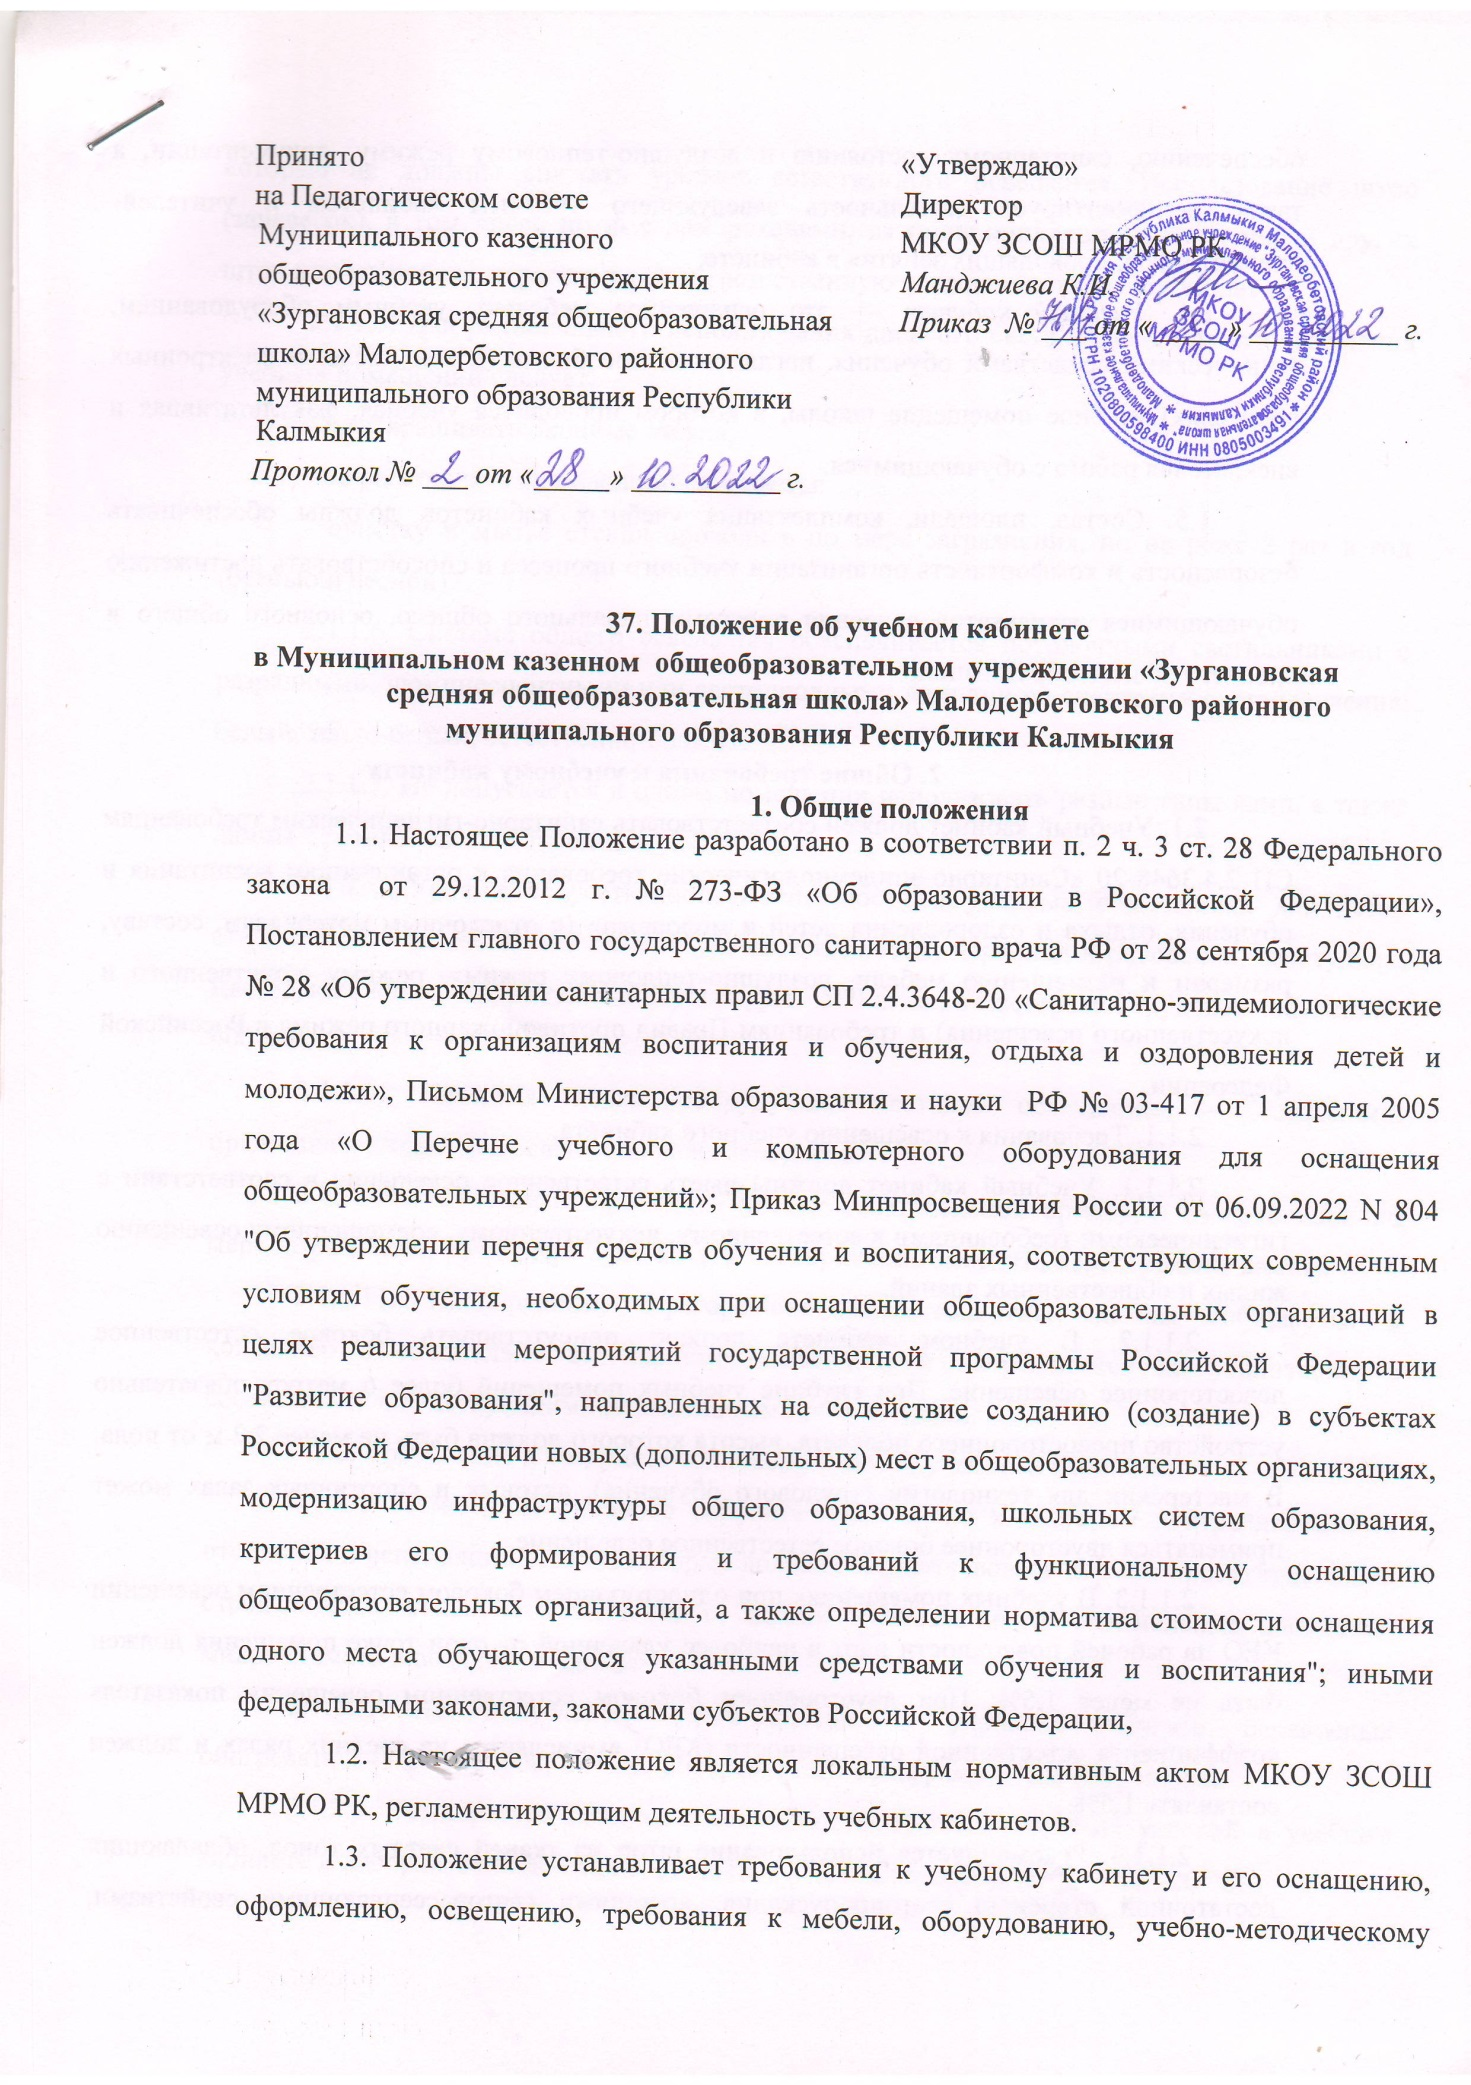 Принято
на Педагогическом совете
Муниципального казенного
общеобразовательного учреждения
«Зургановская средняя общеобразовательная
школа» Малодербетовского районного
муниципального образования Республики
Калмыкия
Протокол № 2 от «28» 10.2022 г.
«Утверждаю»
Директор
МКОУ ЗСОШ МРМО РК
Манджиева К.И
Приказ № от « » 2022 г.
МКОУ
ЗСОШ
МРМО РК
ОГРН 1020800598400 ИНН 0805003491
37. Положение об учебном кабинете
в Муниципальном казенном общеобразовательном учреждении «Зургановская
средняя общеобразовательная школа» Малодербетовского районного
муниципального образования Республики Калмыкия
1. Общие положения
1.1. Настоящее Положение разработано в соответствии п. 2 ч. 3 ст. 28 Федерального
закона от 29.12.2012 г. № 273-ФЗ «Об образовании в Российской Федерации»,
Постановлением главного государственного санитарного врача РФ от 28 сентября 2020 года
№ 28 «Об утверждении санитарных правил СП 2.4.3648-20 «Санитарно-эпидемиологические
требования к организациям воспитания и обучения, отдыха и оздоровления детей и
молодежи», Письмом Министерства образования и науки РФ № 03-417 от 1 апреля 2005
года «О Перечне учебного и компьютерного оборудования для оснащения
общеобразовательных учреждений»; Приказ Минпросвещения России от 06.09.2022 N 804
"Об утверждении перечня средств обучения и воспитания, соответствующих современным
условиям обучения, необходимых при оснащении общеобразовательных организаций в
целях реализации мероприятий государственной программы Российской Федерации
"Развитие образования", направленных на содействие созданию (создание) в субъектах
Российской Федерации новых (дополнительных) мест в общеобразовательных организациях,
модернизацию инфраструктуры общего образования, школьных систем образования,
критериев его формирования и требований к функциональному оснащению
общеобразовательных организаций, а также определении норматива стоимости оснащения
одного места обучающегося указанными средствами обучения и воспитания"; иными
федеральными законами, законами субъектов Российской Федерации,
1.2. Настоящее положение является локальным нормативным актом МКОУ ЗСОШ
МРМО РК, регламентирующим деятельность учебных кабинетов.
1.3. Положение устанавливает требования к учебному кабинету и его оснащению,
оформлению, освещению, требования к мебели, оборудованию, учебно-методическому